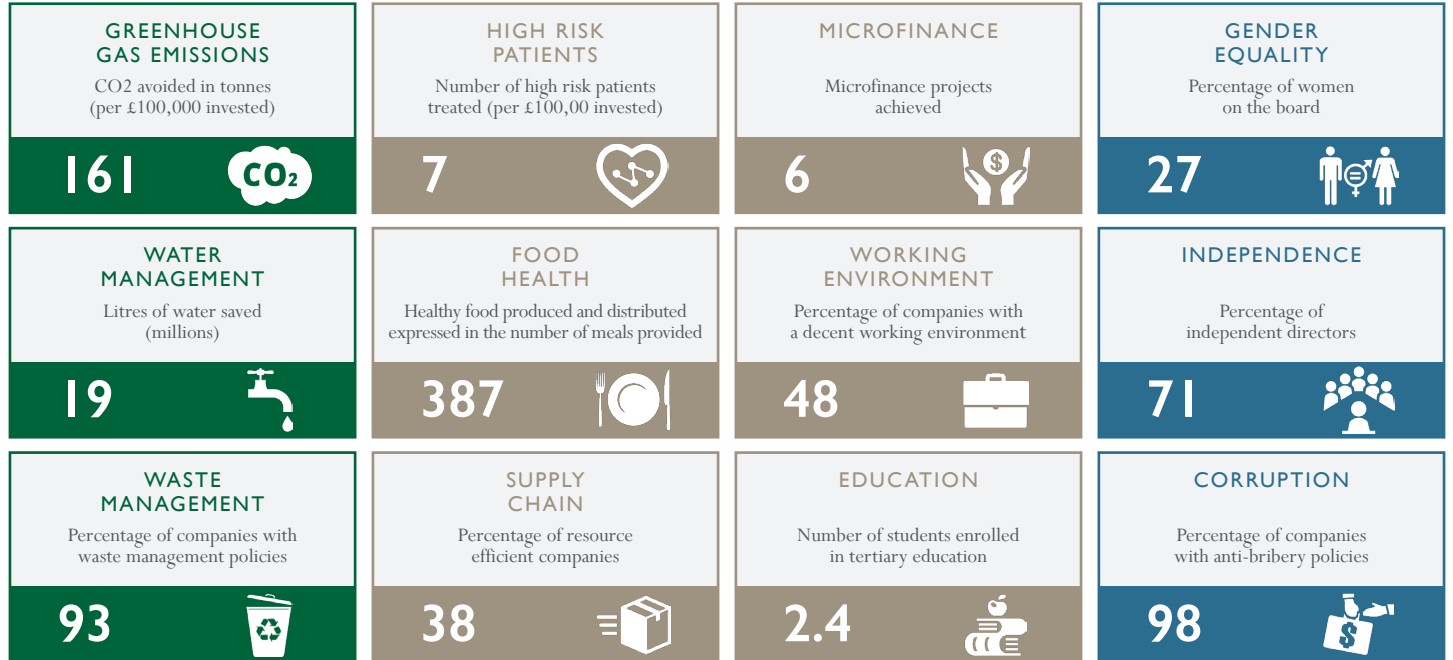 GREENHOUSE
GAS EMISSIONS
CO2 avoided in tonnes
(per £100,000 invested)
161
CO2
HIGH RISK
PATIENTS
Number of high risk patients
treated (per £100,00 invested)
7
MICROFINANCE
Microfinance projects
achieved
6
$
GENDER
EQUALITY
Percentage of women
on the board
27
WATER
MANAGEMENT
Litres of water saved
(millions)
19
FOOD
HEALTH
Healthy food produced and distributed
expressed in the number of meals provided
387
WORKING
ENVIRONMENT
Percentage of companies with
a decent working environment
48
INDEPENDENCE
Percentage of
independent directors
71
WASTE
MANAGEMENT
Percentage of companies with
waste management policies
93
SUPPLY
CHAIN
Percentage of resource
efficient companies
38
EDUCATION
Number of students enrolled
in tertiary education
2.4
CORRUPTION
Percentage of companies
with anti-bribery policies
98
$